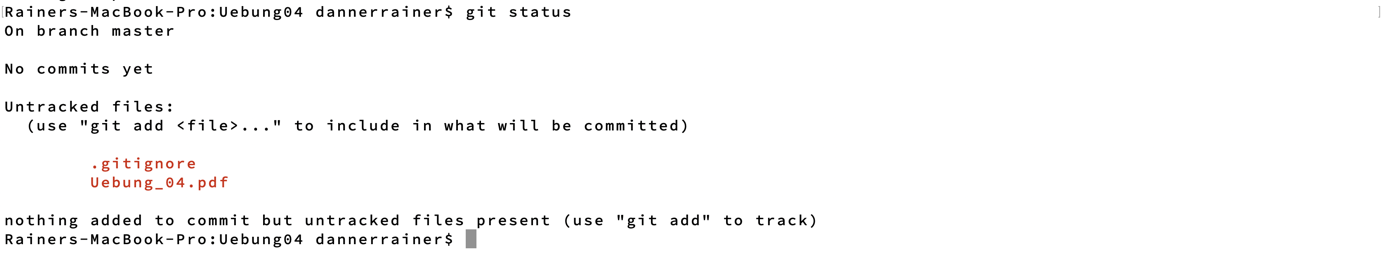 Rainers-MacBook-Pro:Uebung04 dannerrainer$ git status
On branch master
No commits yet
Untracked files:
(use "git add <file>..." to include in what will be committed)
.gitignore
Uebung_04.pdf
nothing added to commit but untracked files present (use "git add" to track)
Rainers-MacBook-Pro:Uebung04 dannerrainer$